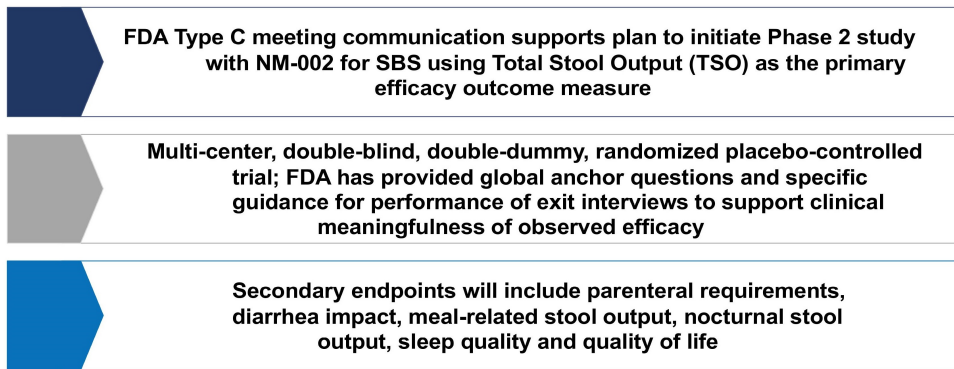 FDA Type C meeting communication supports plan to initiate Phase 2 study
with NM-002 for SBS using Total Stool Output (TSO) as the primary
efficacy outcome measure
Multi-center, double-blind, double-dummy, randomized placebo-controlled
trial; FDA has provided global anchor questions and specific
guidance for performance of exit interviews to support clinical
meaningfulness of observed efficacy
Secondary endpoints will include parenteral requirements,
diarrhea impact, meal-related stool output, nocturnal stool
output, sleep quality and quality of life